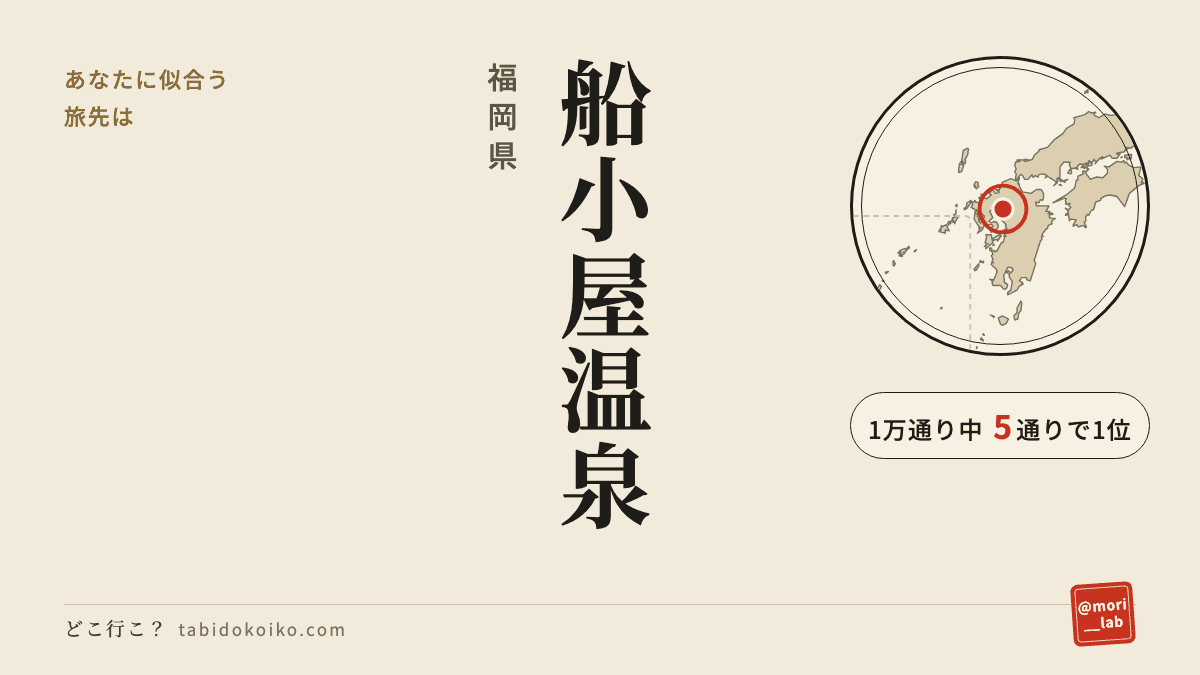 あなたに似合う
旅先は
船小屋温泉
福岡県
1万通り中 5通りで1位
どこ行こ？ tabidokoiko.com
@mori
__lab